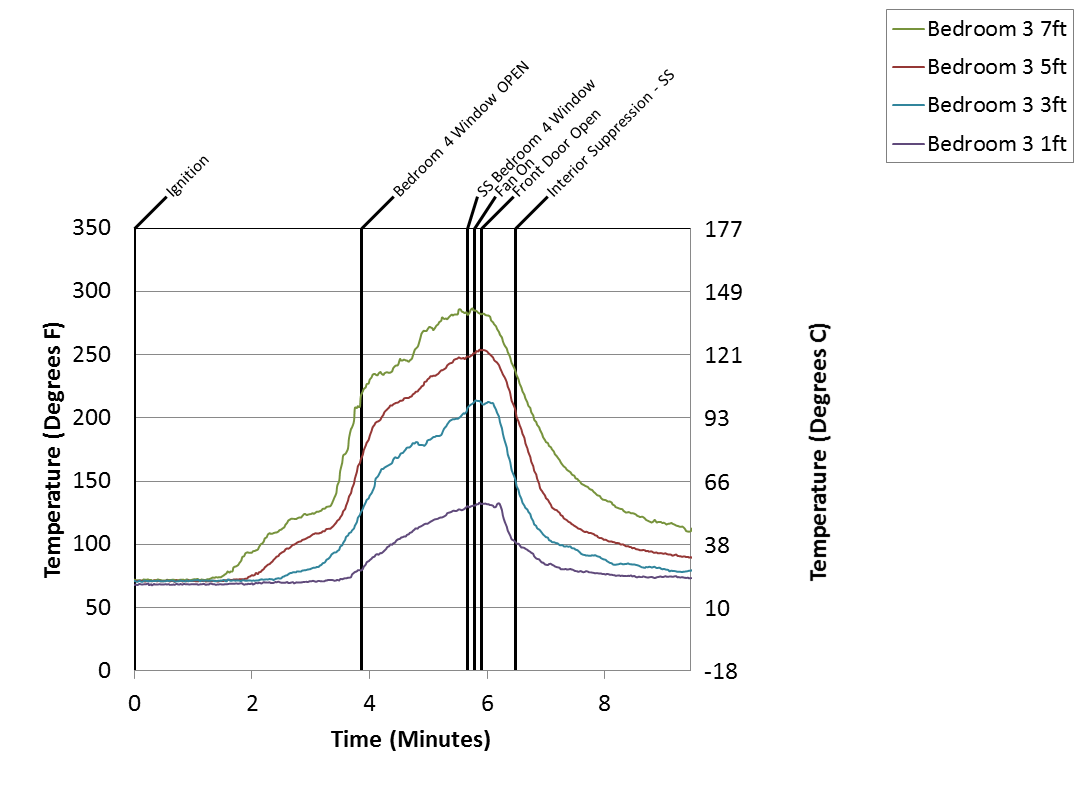 Bedroom 3 7ft
Bedroom 3 5ft
Bedroom 3 3ft
Bedroom 3 1ft
Ignition
Bedroom 4 Window OPEN
SS Bedroom 4 Window
Fan On
Front Door Open
Interior Suppression - SS
350
300
250
200
150
100
50
0
Temperature (Degrees F)
177
149
121
93
66
38
10
-18
Temperature (Degrees C)
0 2 4 6 8
Time (Minutes)